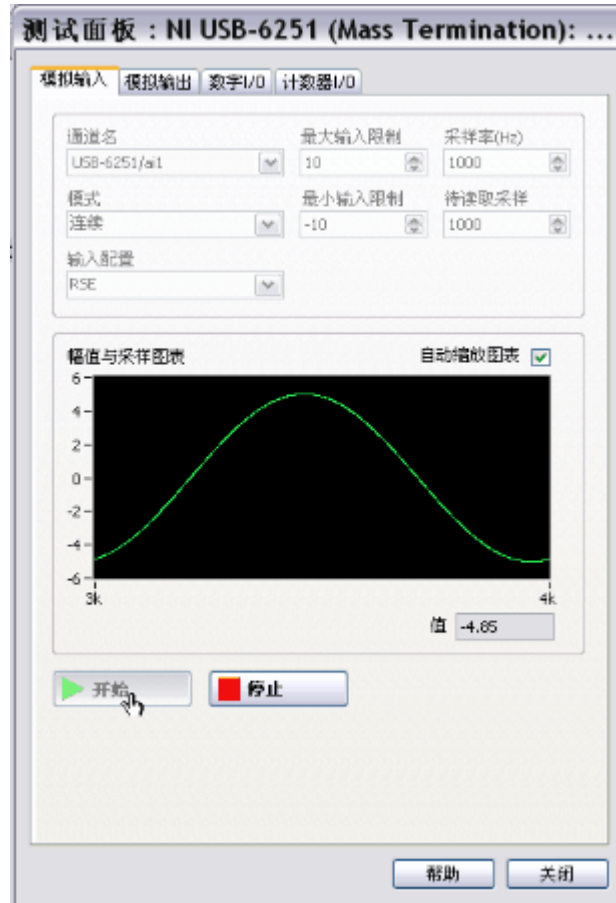 测试面板：NI USB-6251 (Mass Termination): ...
模拟输入 模拟输出 数字I/O 计数器I/O
通道名 最大输入限制 采样率(Hz)
USB-6251/ai1 10 1000
模式 最小输入限制 待读取采样
连续 -10 1000
输入配置
RSE
幅值与采样图表 自动缩放图表
6
4
2
0
-2
-4
-6
3k 4k
值 -4.85
开始 停止
帮助 关闭